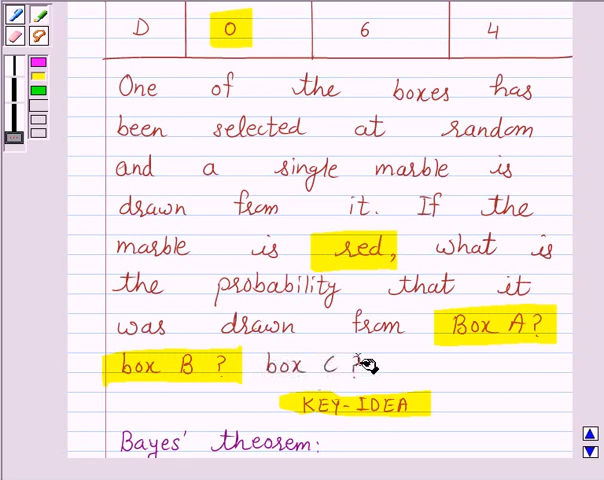 D 0 6 4
One of the boxes has
been selected at random
and a single marble is
drawn from it. If the
marble is red, what is
the probability that it
was drawn from Box A?
box B ? box C ?
KEY-IDEA
Bayes' theorem: